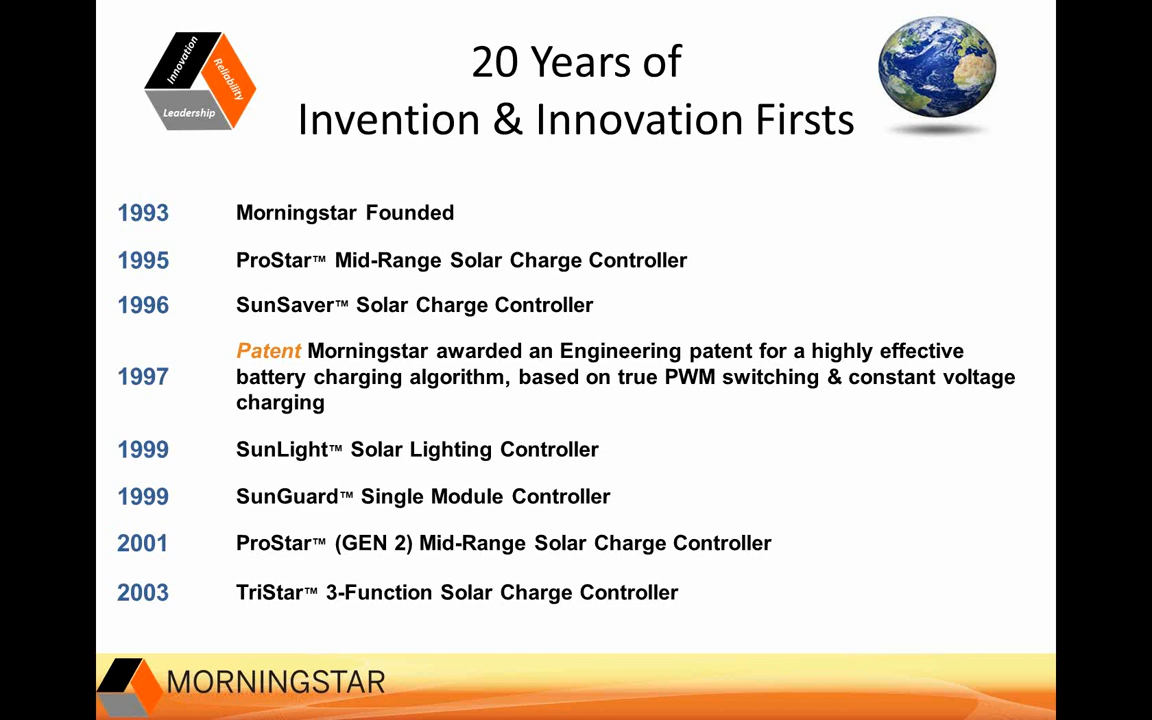 Innovation
Reliability
Leadership
20 Years of
Invention & Innovation Firsts
1993 Morningstar Founded
1995 ProStar™ Mid-Range Solar Charge Controller
1996 SunSaver™ Solar Charge Controller
Patent Morningstar awarded an Engineering patent for a highly effective
1997 battery charging algorithm, based on true PWM switching & constant voltage
charging
1999 SunLight™ Solar Lighting Controller
1999 SunGuard™ Single Module Controller
2001 ProStar™ (GEN 2) Mid-Range Solar Charge Controller
2003 TriStar™ 3-Function Solar Charge Controller
MORNINGSTAR